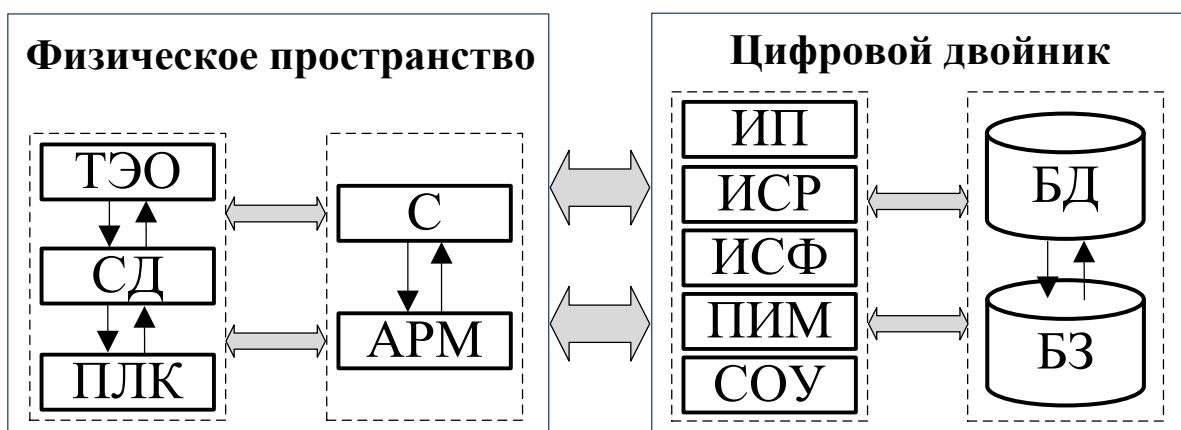 Физическое пространство
ТЭО
СД
ПЛК
С
АРМ
Цифровой двойник
ИП
ИСР
ИСФ
ПИМ
СОУ
БД
БЗ